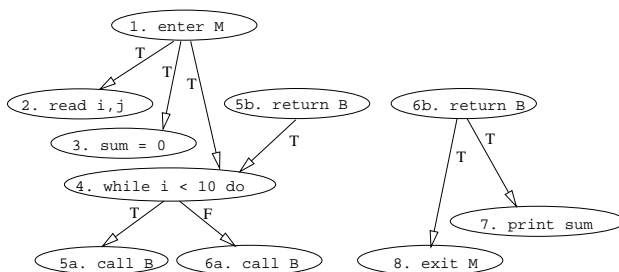 1. enter M
T
T
T
2. read i,j
5b. return B
6b. return B
3. sum = 0
T
T
T
4. while i < 10 do
T
F
7. print sum
5a. call B
6a. call B
8. exit M